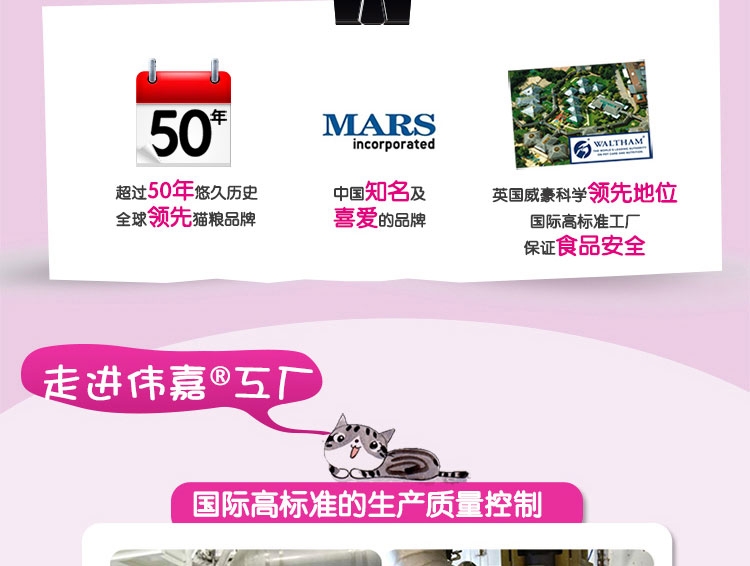 50年
MARS
incorporated
WALTHAM®
THE WORLD'S LEADING AUTHORITY
ON PET CARE AND NUTRITION
超过50年悠久历史
全球领先猫粮品牌
中国知名及
喜爱的品牌
英国威豪科学领先地位
国际高标准工厂
保证食品安全
走进伟嘉®工厂
国际高标准的生产质量控制